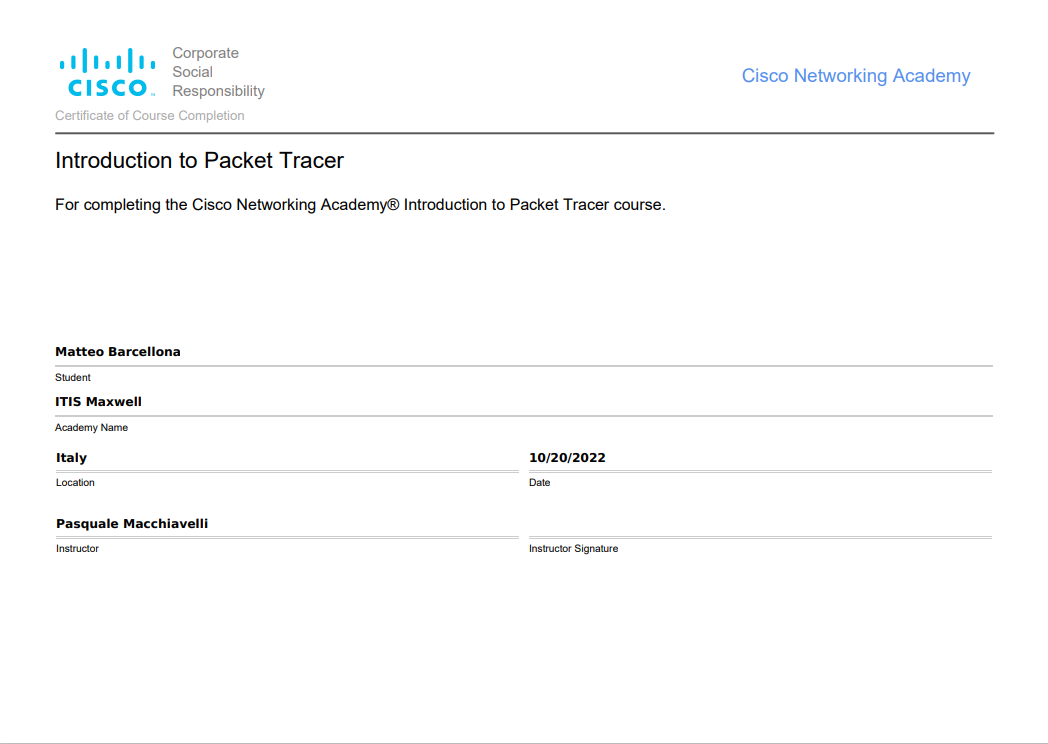 Corporate
Social
Responsibility
CISCO™
Cisco Networking Academy
Certificate of Course Completion
Introduction to Packet Tracer
For completing the Cisco Networking Academy® Introduction to Packet Tracer course.
Matteo Barcellona
Student
ITIS Maxwell
Academy Name
Italy
10/20/2022
Location
Date
Pasquale Macchiavelli
Instructor
Instructor Signature